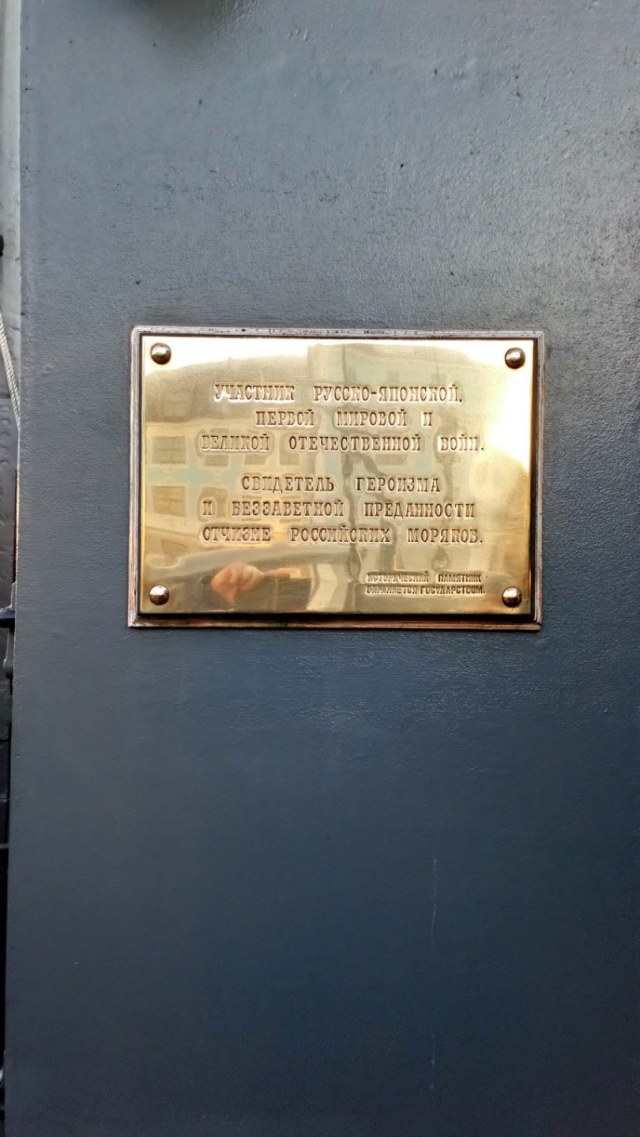 УЧАСТНИК РУССКО-ЯПОНСКОЙ,
ПЕРВОЙ МИРОВОЙ И
ВЕЛИКОЙ ОТЕЧЕСТВЕННОЙ ВОЙН.
СВИДЕТЕЛЬ ГЕРОИЗМА
И БЕЗЗАВЕТНОЙ ПРЕДАННОСТИ
ОТЧИЗНЕ РОССИЙСКИХ МОРЯКОВ.
ИСТОРИЧЕСКИЙ ПАМЯТНИК
ОХРАНЯЕТСЯ ГОСУДАРСТВОМ.